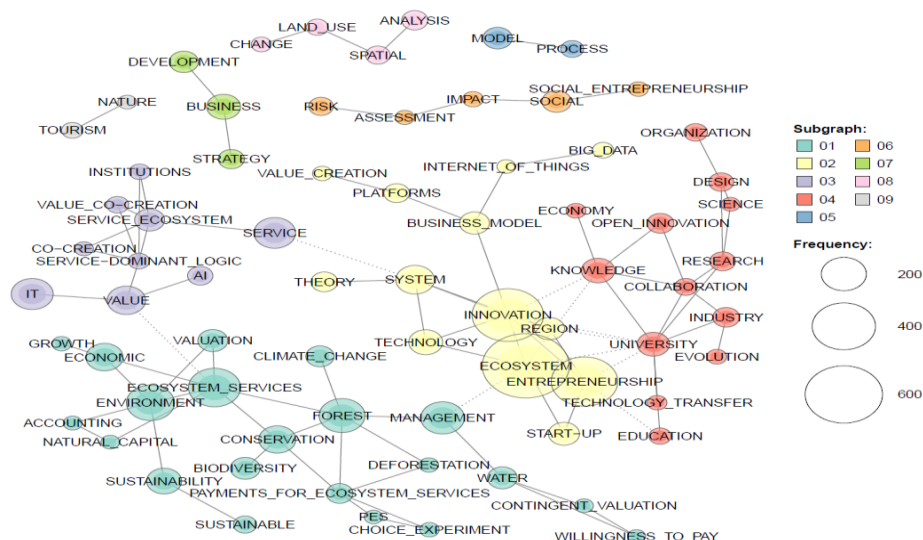 ANALYSIS
LAND_USE
CHANGE
SPATIAL
MODEL
PROCESS
DEVELOPMENT
NATURE
BUSINESS
TOURISM
STRATEGY
RISK
ASSESSMENT
IMPACT
SOCIAL
SOCIAL_ENTREPRENEURSHIP
ORGANIZATION
BIG_DATA
INTERNET_OF_THINGS
VALUE_CREATION
PLATFORMS
BUSINESS_MODEL
DESIGN
SCIENCE
ECONOMY
OPEN_INNOVATION
RESEARCH
KNOWLEDGE
COLLABORATION
INDUSTRY
UNIVERSITY
EVOLUTION
TECHNOLOGY_TRANSFER
EDUCATION
INSTITUTIONS
VALUE_CO-CREATION
SERVICE_ECOSYSTEM
SERVICE
CO-CREATION
SERVICE-DOMINANT_LOGIC
AI
IT
VALUE
THEORY
SYSTEM
INNOVATION
REGION
TECHNOLOGY
ECOSYSTEM
ENTREPRENEURSHIP
START-UP
GROWTH
ECONOMIC
VALUATION
CLIMATE_CHANGE
ECOSYSTEM_SERVICES
ENVIRONMENT
ACCOUNTING
NATURAL_CAPITAL
FOREST
MANAGEMENT
CONSERVATION
BIODIVERSITY
DEFORESTATION
SUSTAINABILITY
PAYMENTS_FOR_ECOSYSTEM_SERVICES
WATER
SUSTAINABLE
PES
CHOICE_EXPERIMENT
CONTINGENT_VALUATION
WILLINGNESS_TO_PAY
Subgraph:
01 06
02 07
03 08
04 09
05
Frequency:
200
400
600